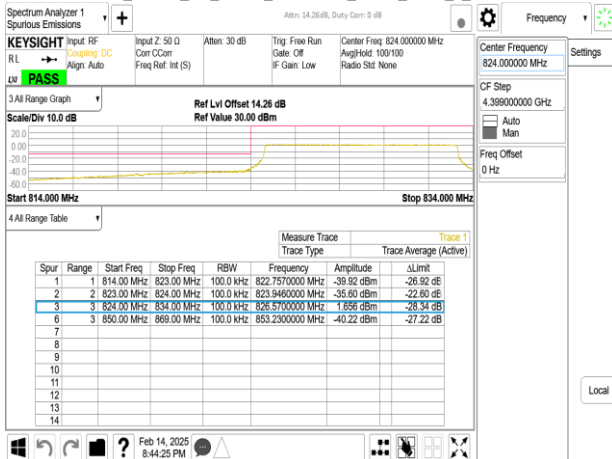 Spectrum Analyzer 1
Spurious Emissions
+
Attn: 14.26dB, Duty Corr: 0 dB
Frequency
KEYSIGHT
RL
LXI
PASS
Input: RF
Coupling: DC
Align: Auto
Input Z: 50 Ω
Corr CCorr
Freq Ref: Int (S)
Atten: 30 dB
Trig: Free Run
Gate: Off
IF Gain: Low
Center Freq: 824.000000 MHz
Avg|Hold: 100/100
Radio Std: None
Center Frequency
824.000000 MHz
Settings
CF Step
4.399000000 GHz
Auto
Man
Freq Offset
0 Hz
Local
3 All Range Graph
Scale/Div 10.0 dB
Ref Lvl Offset 14.26 dB
Ref Value 30.00 dBm
20.0
0.00
-20.0
-40.0
-60.0
Start 814.000 MHz
Stop 834.000 MHz
4 All Range Table
Measure Trace Trace 1
Trace Type Trace Average (Active)
Spur Range Start Freq Stop Freq RBW Frequency Amplitude ΔLimit
1 1 814.00 MHz 823.00 MHz 100.0 kHz 822.7570000 MHz -39.92 dBm -26.92 dB
2 2 823.00 MHz 824.00 MHz 100.0 kHz 823.9460000 MHz -35.60 dBm -22.60 dB
3 3 824.00 MHz 834.00 MHz 100.0 kHz 826.5700000 MHz 1.656 dBm -28.34 dB
6 3 850.00 MHz 869.00 MHz 100.0 kHz 853.2300000 MHz -40.22 dBm -27.22 dB
7
8
9
10
11
12
13
14
?
Feb 14, 2025
8:44:25 PM